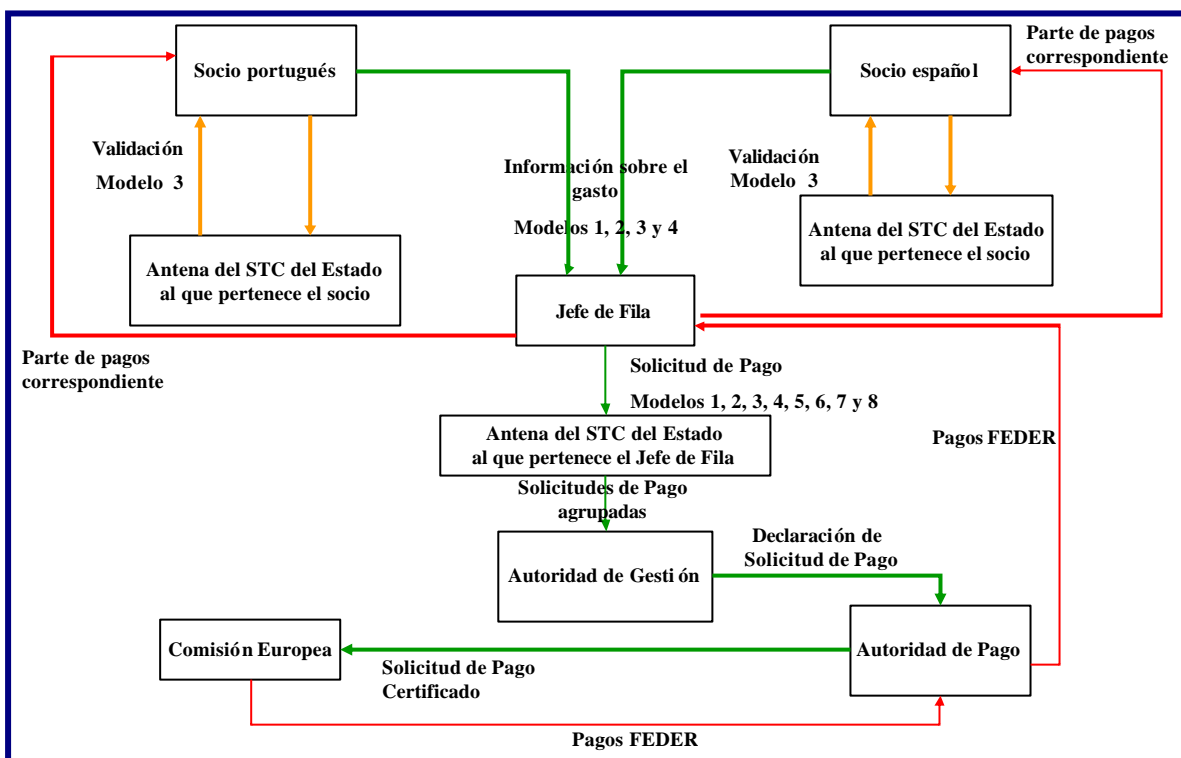 Parte de pagos
correspondiente
Socio portugués
Socio español
Validación
Modelo 3
Información sobre el
gasto
Modelos 1, 2, 3 y 4
Validación
Modelo 3
Antena del STC del Estado
al que pertenece el socio
Antena del STC del Estado
al que pertenece el socio
Jefe de Fila
Parte de pagos
correspondiente
Solicitud de Pago
Modelos 1, 2, 3, 4, 5, 6, 7 y 8
Antena del STC del Estado
al que pertenece el Jefe de Fila
Pagos FEDER
Solicitudes de Pago
agrupadas
Autoridad de Gestión
Declaración de
Solicitud de Pago
Comisión Europea
Autoridad de Pago
Solicitud de Pago
Certificado
Pagos FEDER